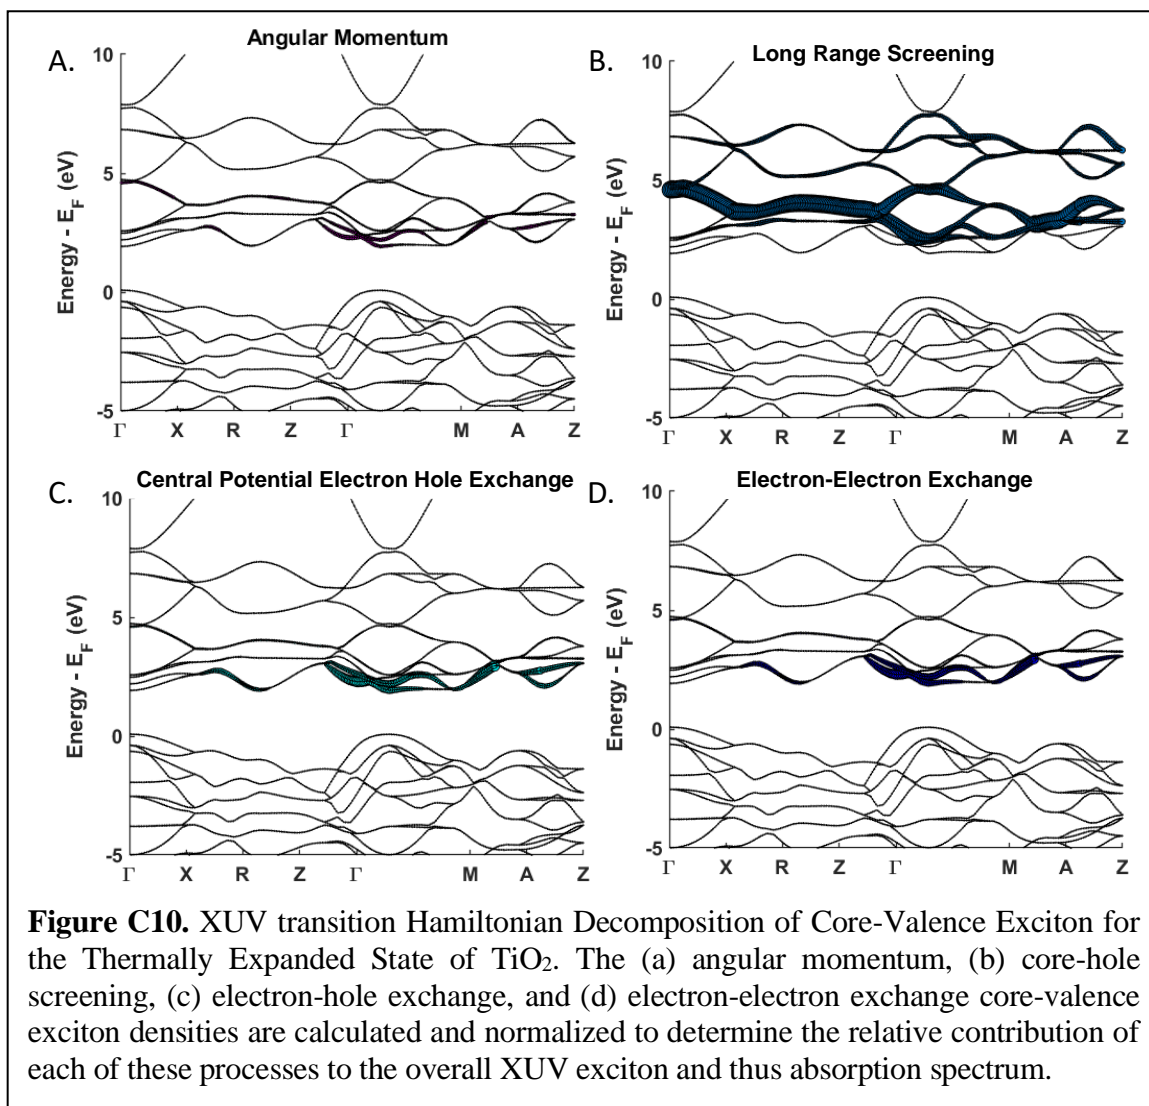 A.
Angular Momentum
10
5
0
-5
Energy - E_F (eV)
Γ X R Z Γ M A Z
B.
Long Range Screening
10
5
0
-5
Energy - E_F (eV)
Γ X R Z Γ M A Z
C.
Central Potential Electron Hole Exchange
10
5
0
-5
Energy - E_F (eV)
Γ X R Z Γ M A Z
D.
Electron-Electron Exchange
10
5
0
-5
Energy - E_F (eV)
Γ X R Z Γ M A Z
Figure C10. XUV transition Hamiltonian Decomposition of Core-Valence Exciton for
the Thermally Expanded State of TiO₂. The (a) angular momentum, (b) core-hole
screening, (c) electron-hole exchange, and (d) electron-electron exchange core-valence
exciton densities are calculated and normalized to determine the relative contribution of
each of these processes to the overall XUV exciton and thus absorption spectrum.